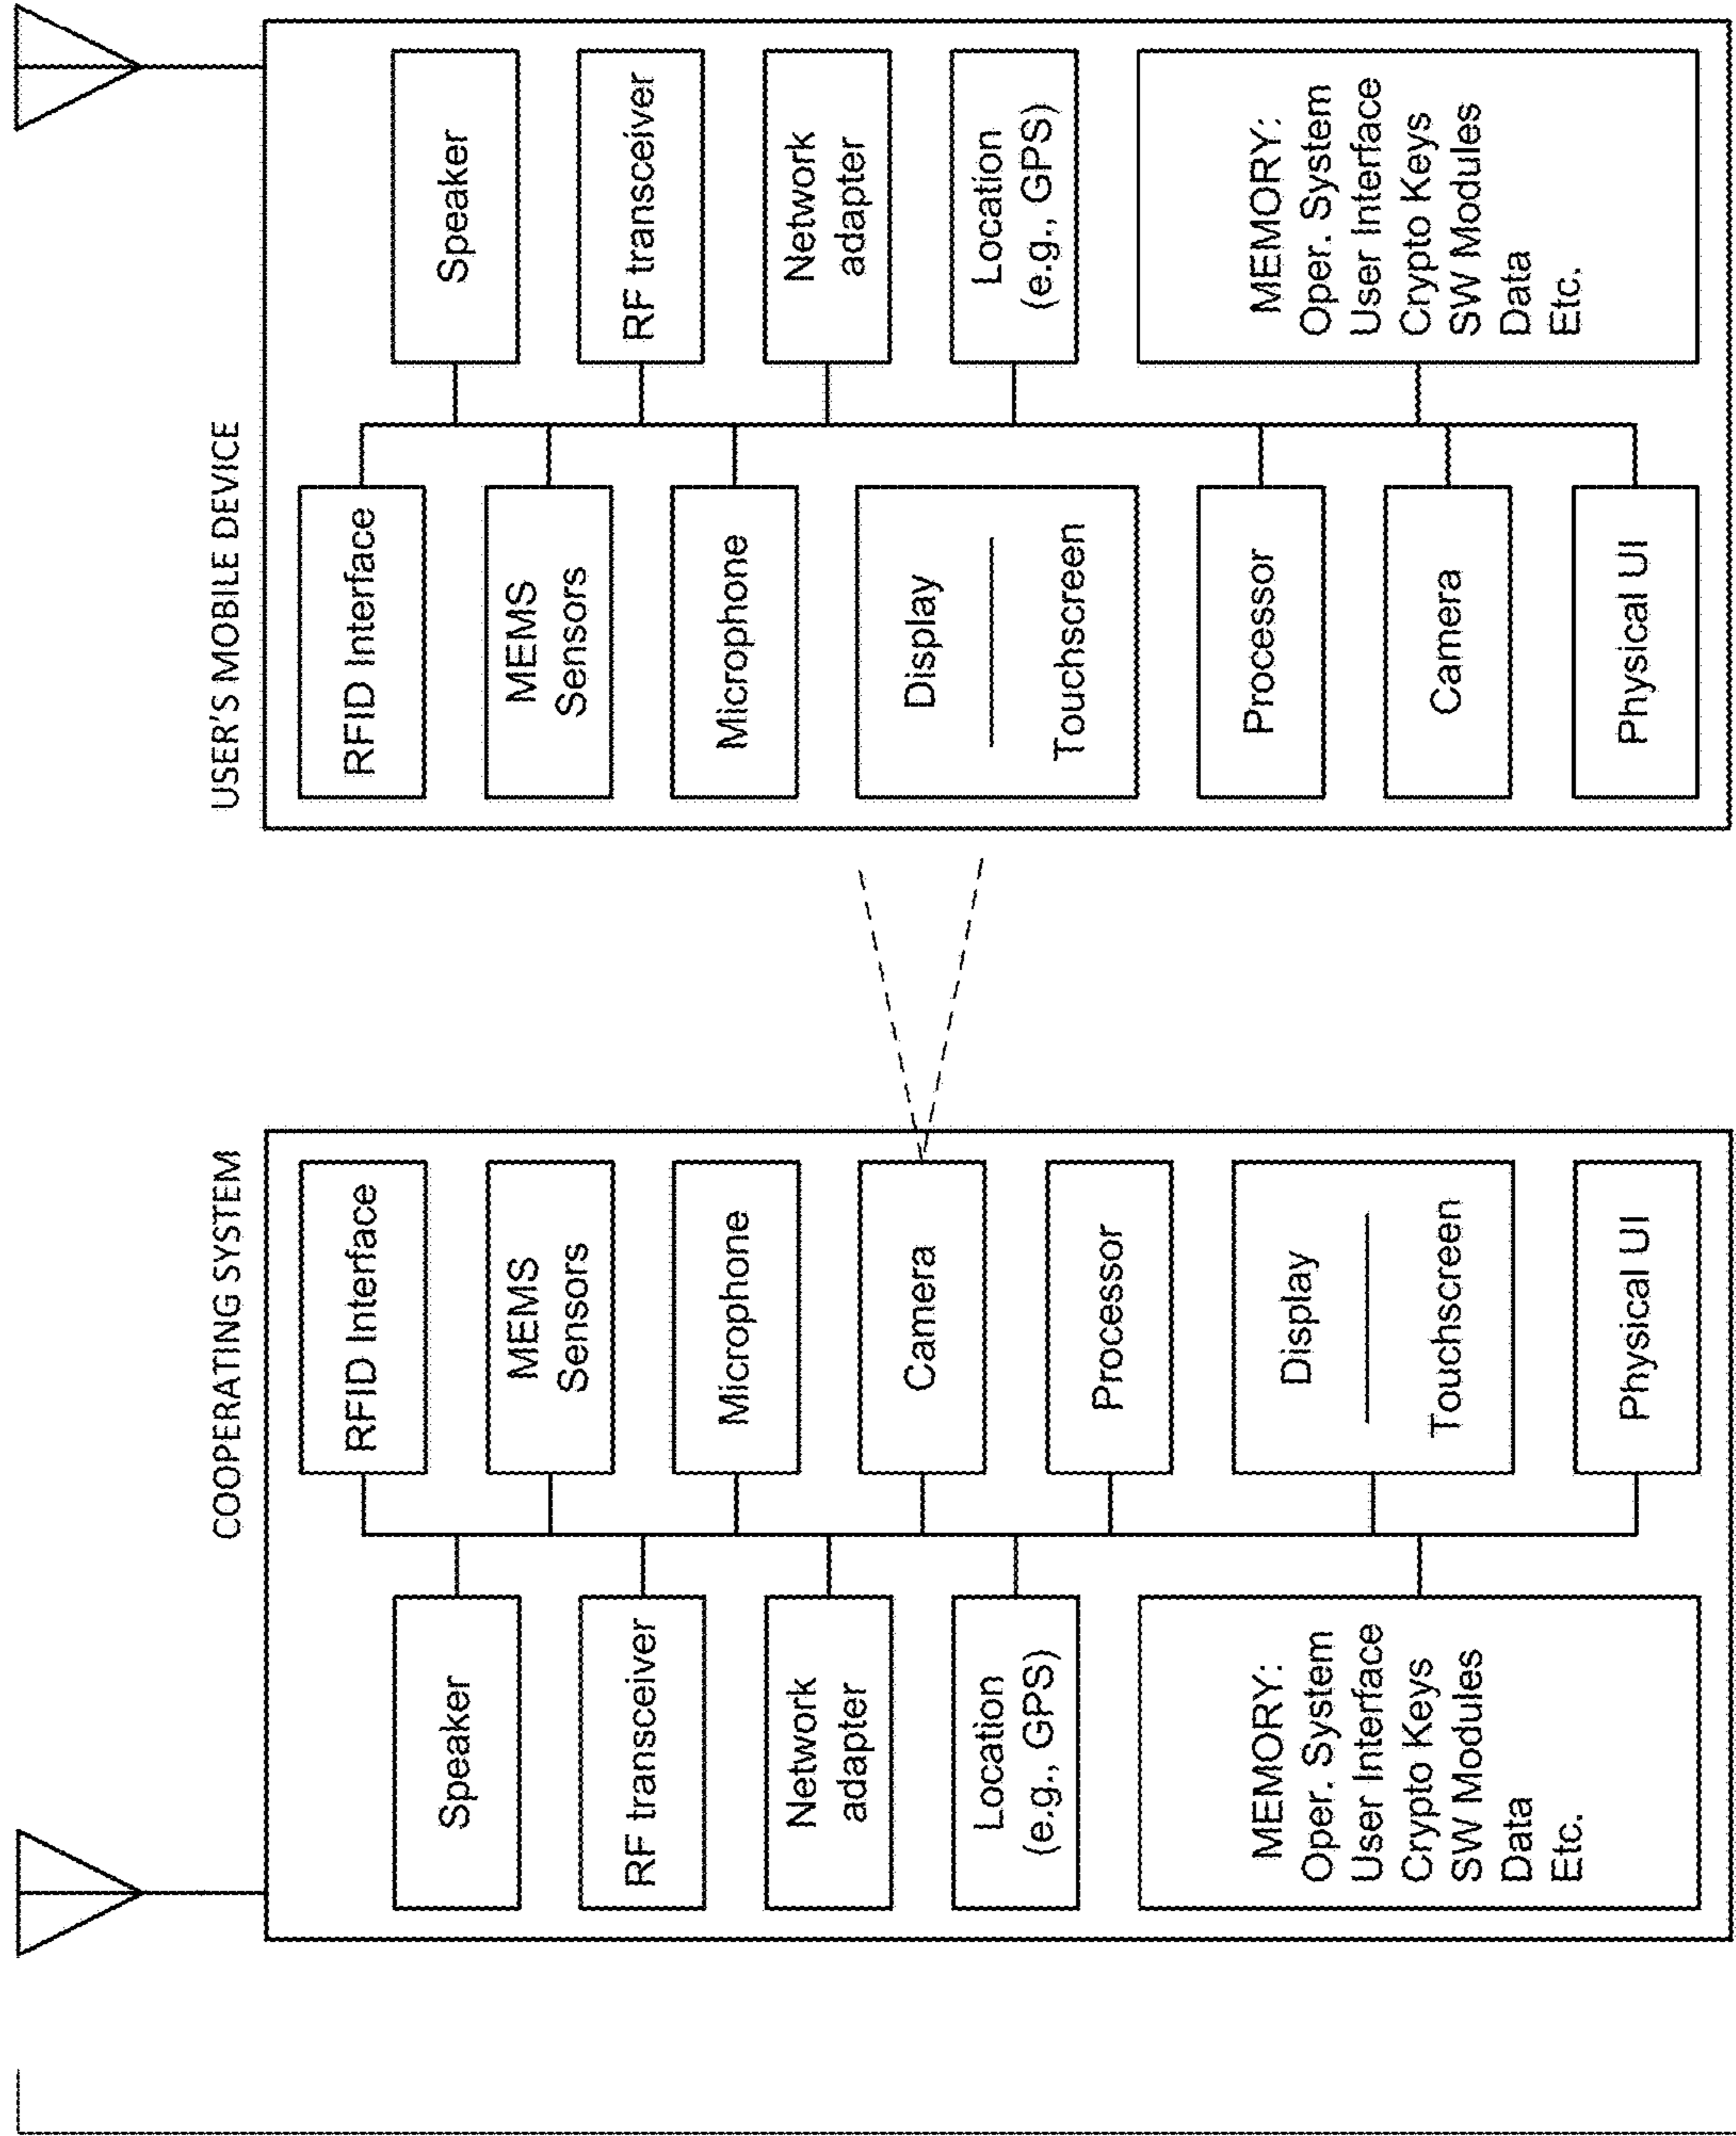 COOPERATING SYSTEM
Speaker
RF transceiver
Network
adapter
Location
(e.g., GPS)
MEMORY:
Oper. System
User Interface
Crypto Keys
SW Modules
Data
Etc.
RFID Interface
MEMS
Sensors
Microphone
Camera
Processor
Display
Touchscreen
Physical UI
USER'S MOBILE DEVICE
RFID Interface
MEMS
Sensors
Microphone
Display
Touchscreen
Processor
Camera
Physical UI
Speaker
RF transceiver
Network
adapter
Location
(e.g., GPS)
MEMORY:
Oper. System
User Interface
Crypto Keys
SW Modules
Data
Etc.